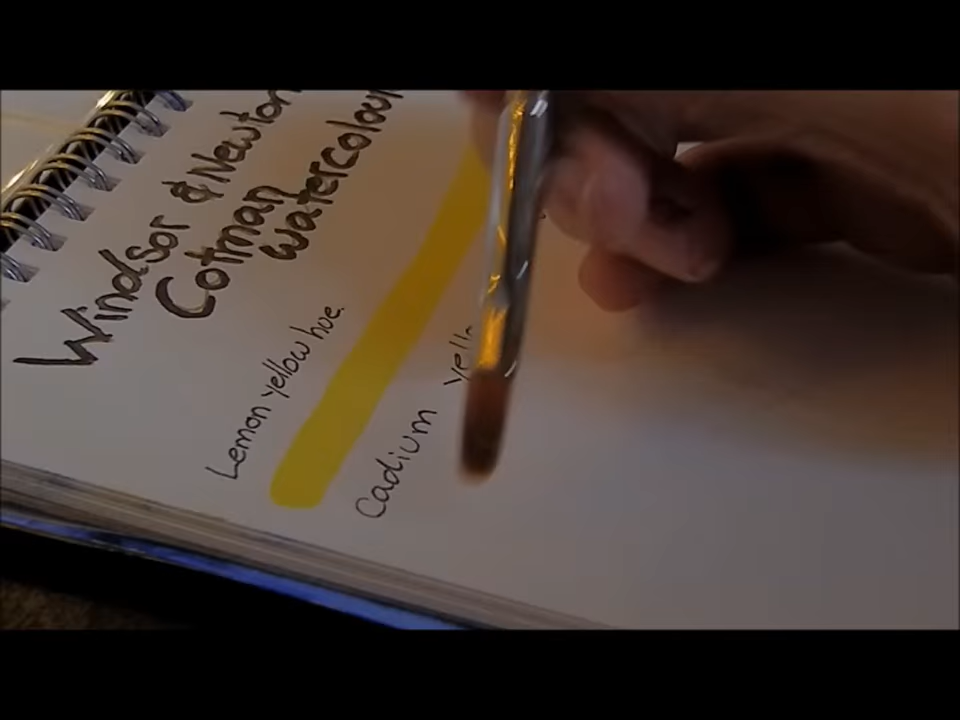 Windsor & Newton
Cotman
watercolour
Lemon yellow hue.
Cadium